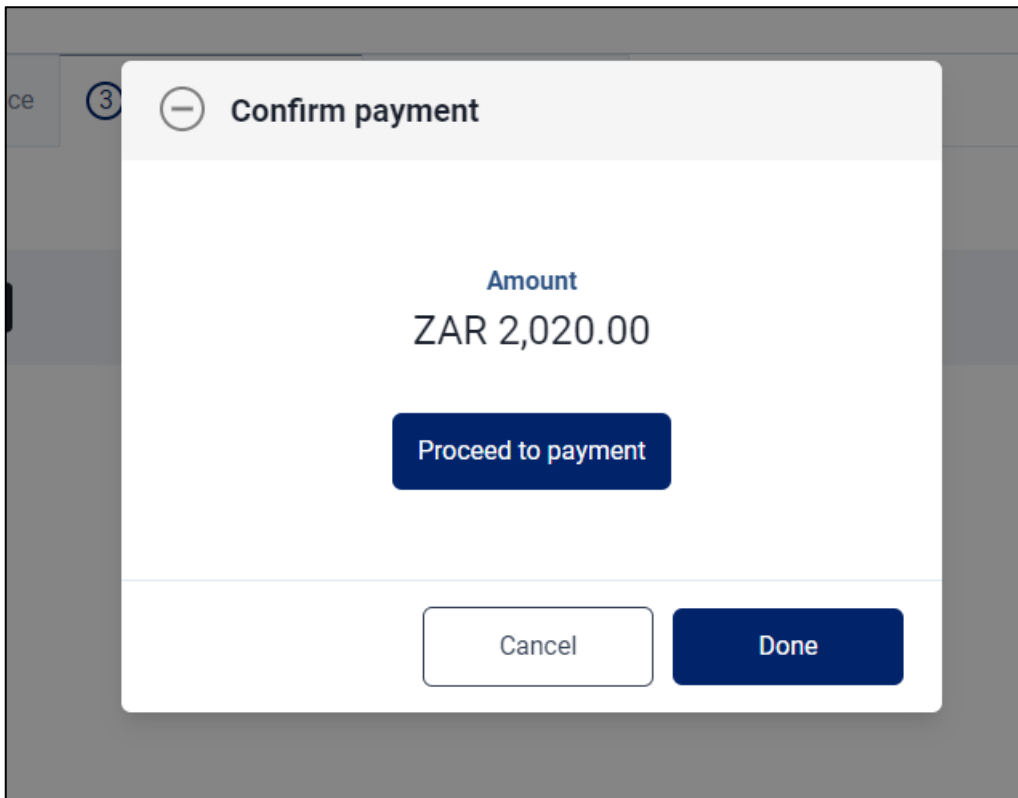 ce
3
Confirm payment
Amount
ZAR 2,020.00
Proceed to payment
Cancel
Done